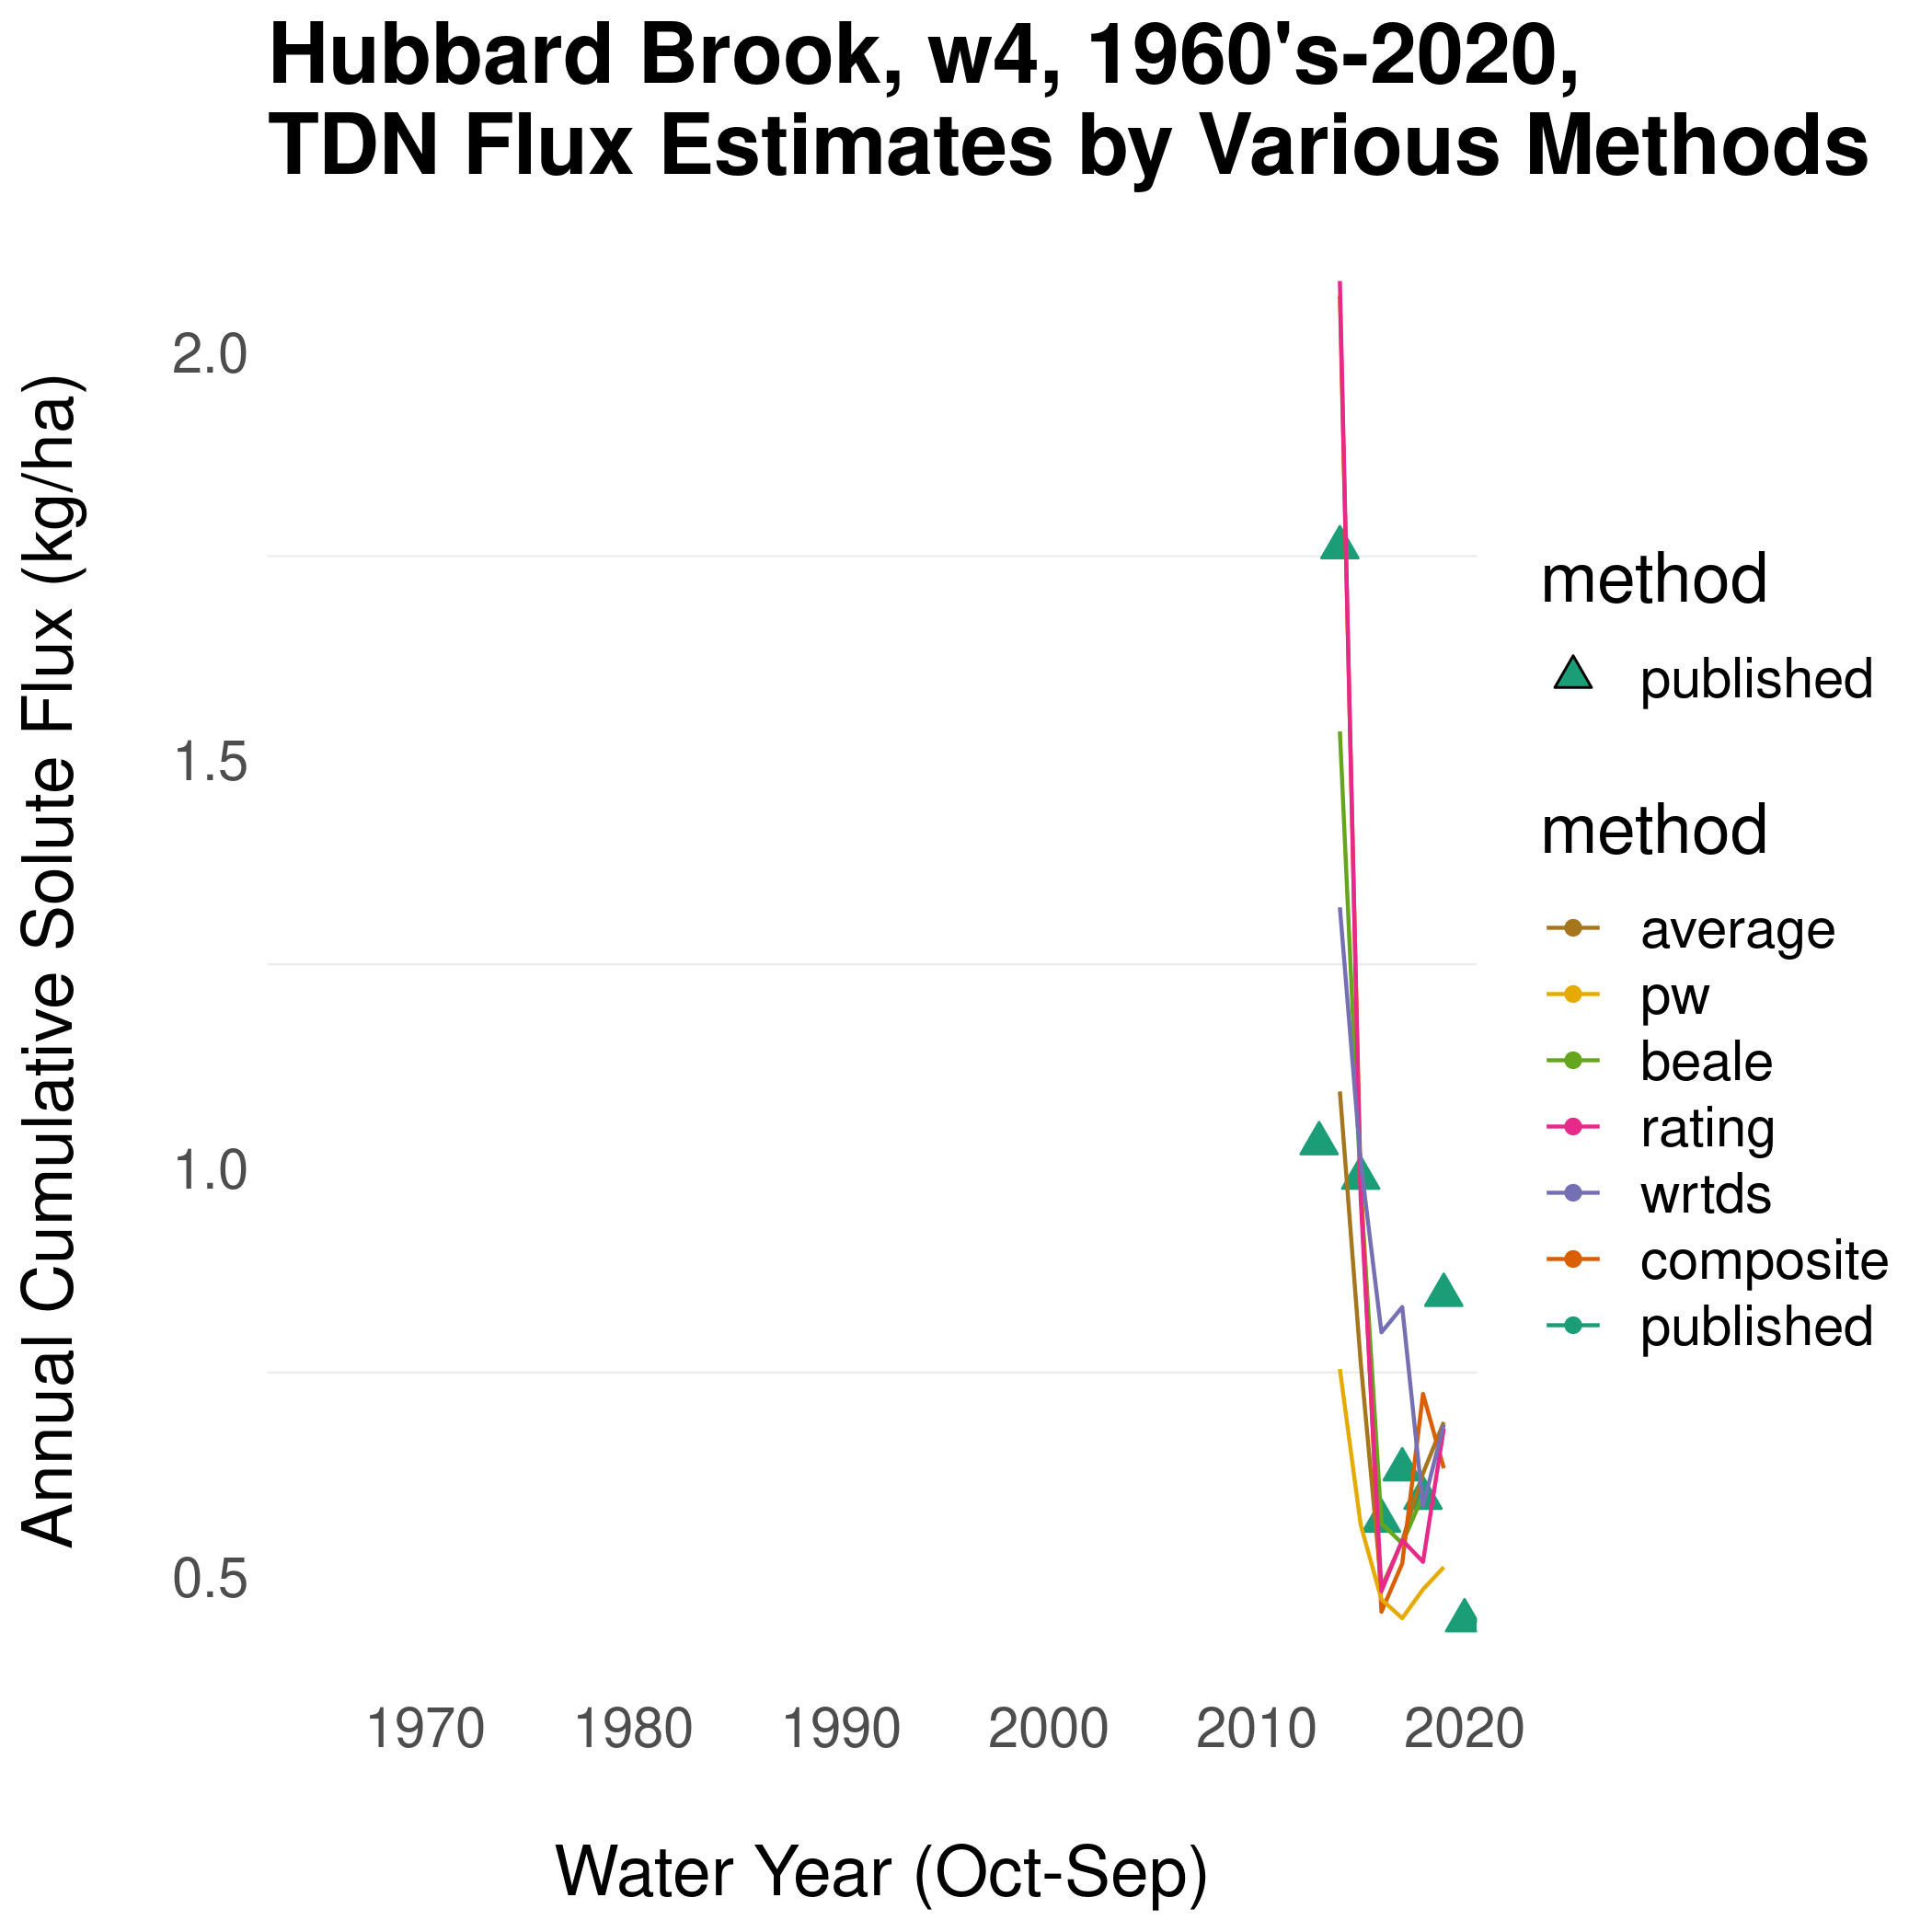 Hubbard Brook, w4, 1960's-2020,
TDN Flux Estimates by Various Methods
Annual Cumulative Solute Flux (kg/ha)
2.0
1.5
1.0
0.5
1970 1980 1990 2000 2010 2020
Water Year (Oct-Sep)
method
published
method
average
pw
beale
rating
wrtds
composite
published